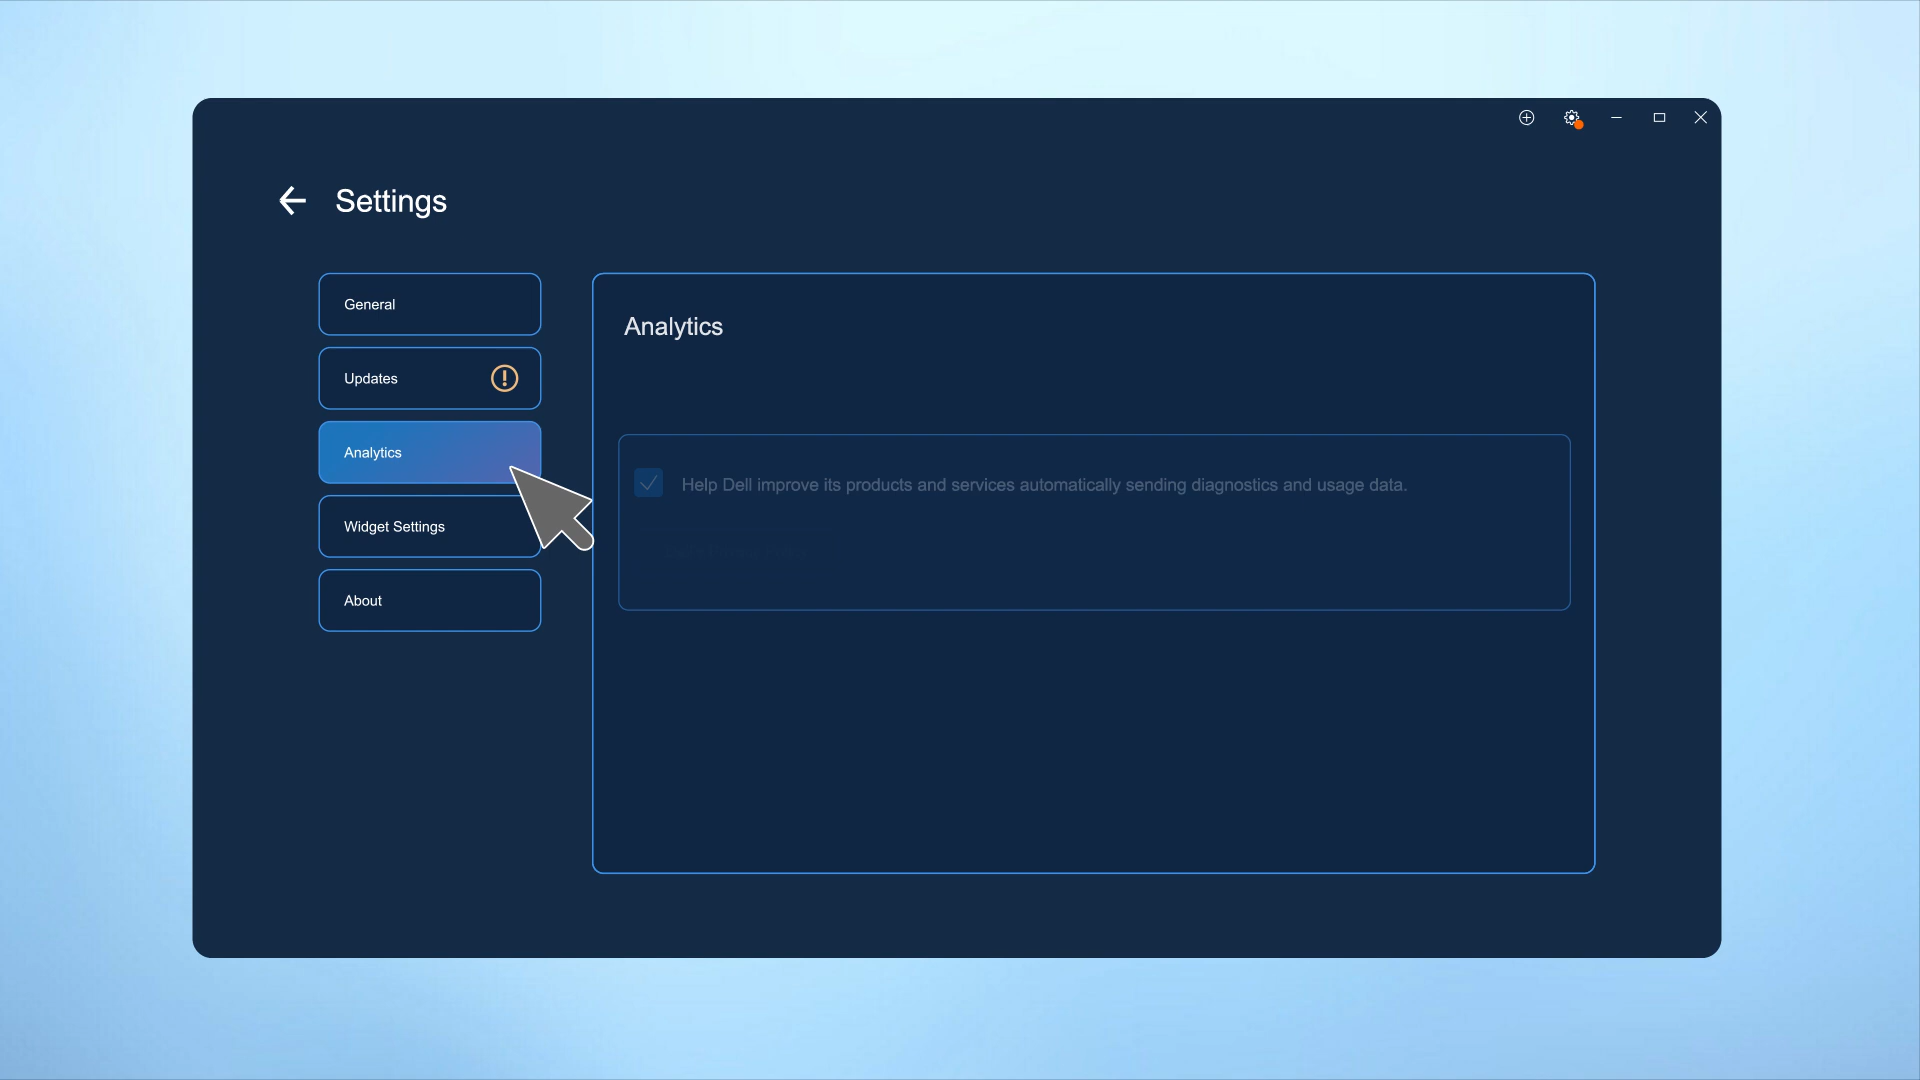 Settings
General
Updates
Analytics
Widget Settings
About
Analytics
Help Dell improve its products and services automatically sending diagnostics and usage data.